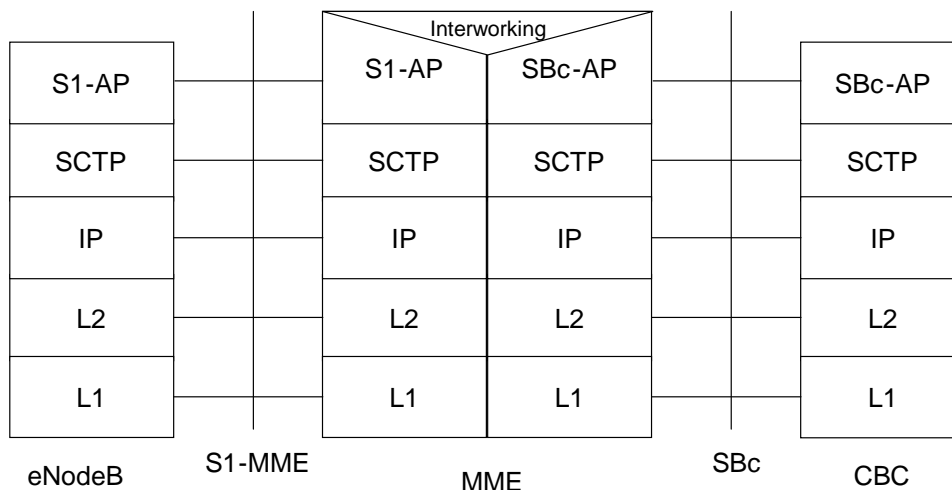 Interworking
S1-AP S1-AP SBc-AP SBc-AP
SCTP SCTP SCTP SCTP
IP IP IP IP
L2 L2 L2 L2
L1 L1 L1 L1
eNodeB S1-MME MME SBc CBC